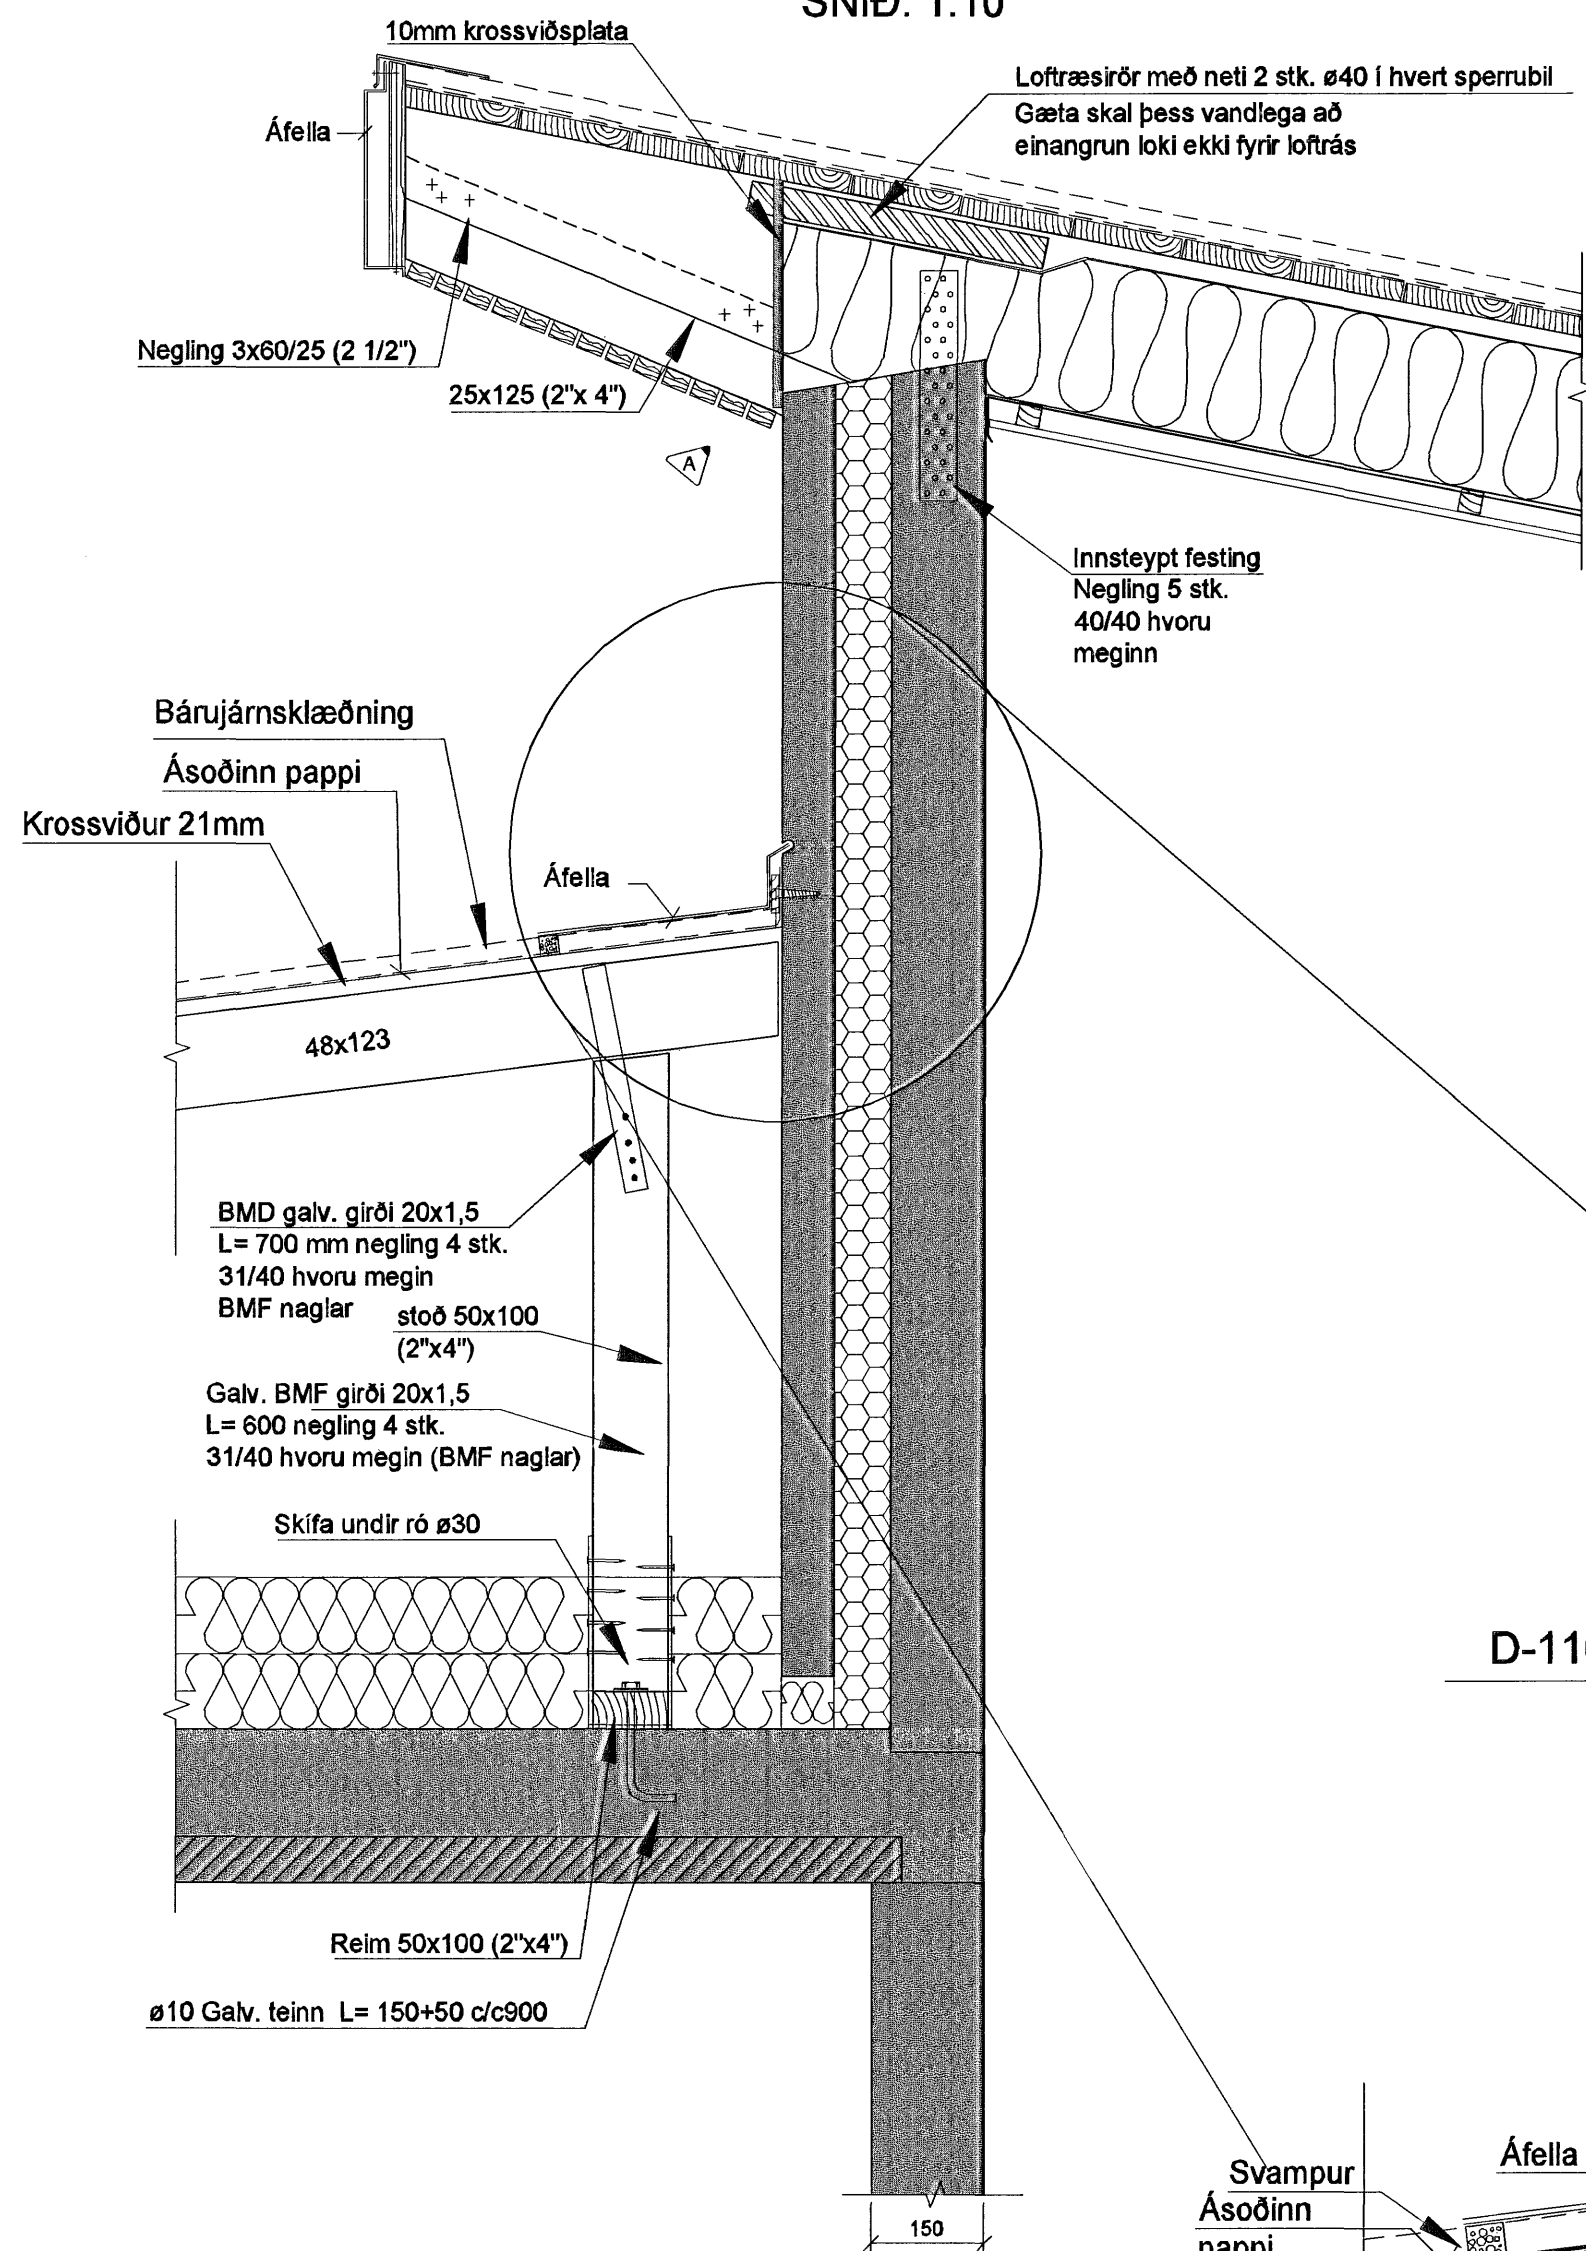 SNIÐ: 1:10
10mm krossviðsplata
Loftræsirör með neti 2 stk. ø40 í hvert sperrubil
Gæta skal þess vandlega að
einangrun loki ekki fyrir loftrás
Áfella
Negling 3x60/25 (2 1/2")
25x125 (2"x 4")
A
Innsteypt festing
Negling 5 stk.
40/40 hvoru
meginn
Bárujárnsklæðning
Ásoðinn pappi
Krossviður 21mm
Áfella
48x123
BMD galv. girði 20x1,5
L= 700 mm negling 4 stk.
31/40 hvoru megin
BMF naglar
stoð 50x100
(2"x4")
Galv. BMF girði 20x1,5
L= 600 negling 4 stk.
31/40 hvoru megin (BMF naglar)
Skífa undir ró ø30
D-11
Reim 50x100 (2"x4")
ø10 Galv. teinn L= 150+50 c/c900
150
Áfella
Svampur
Ásoðinn
pappi